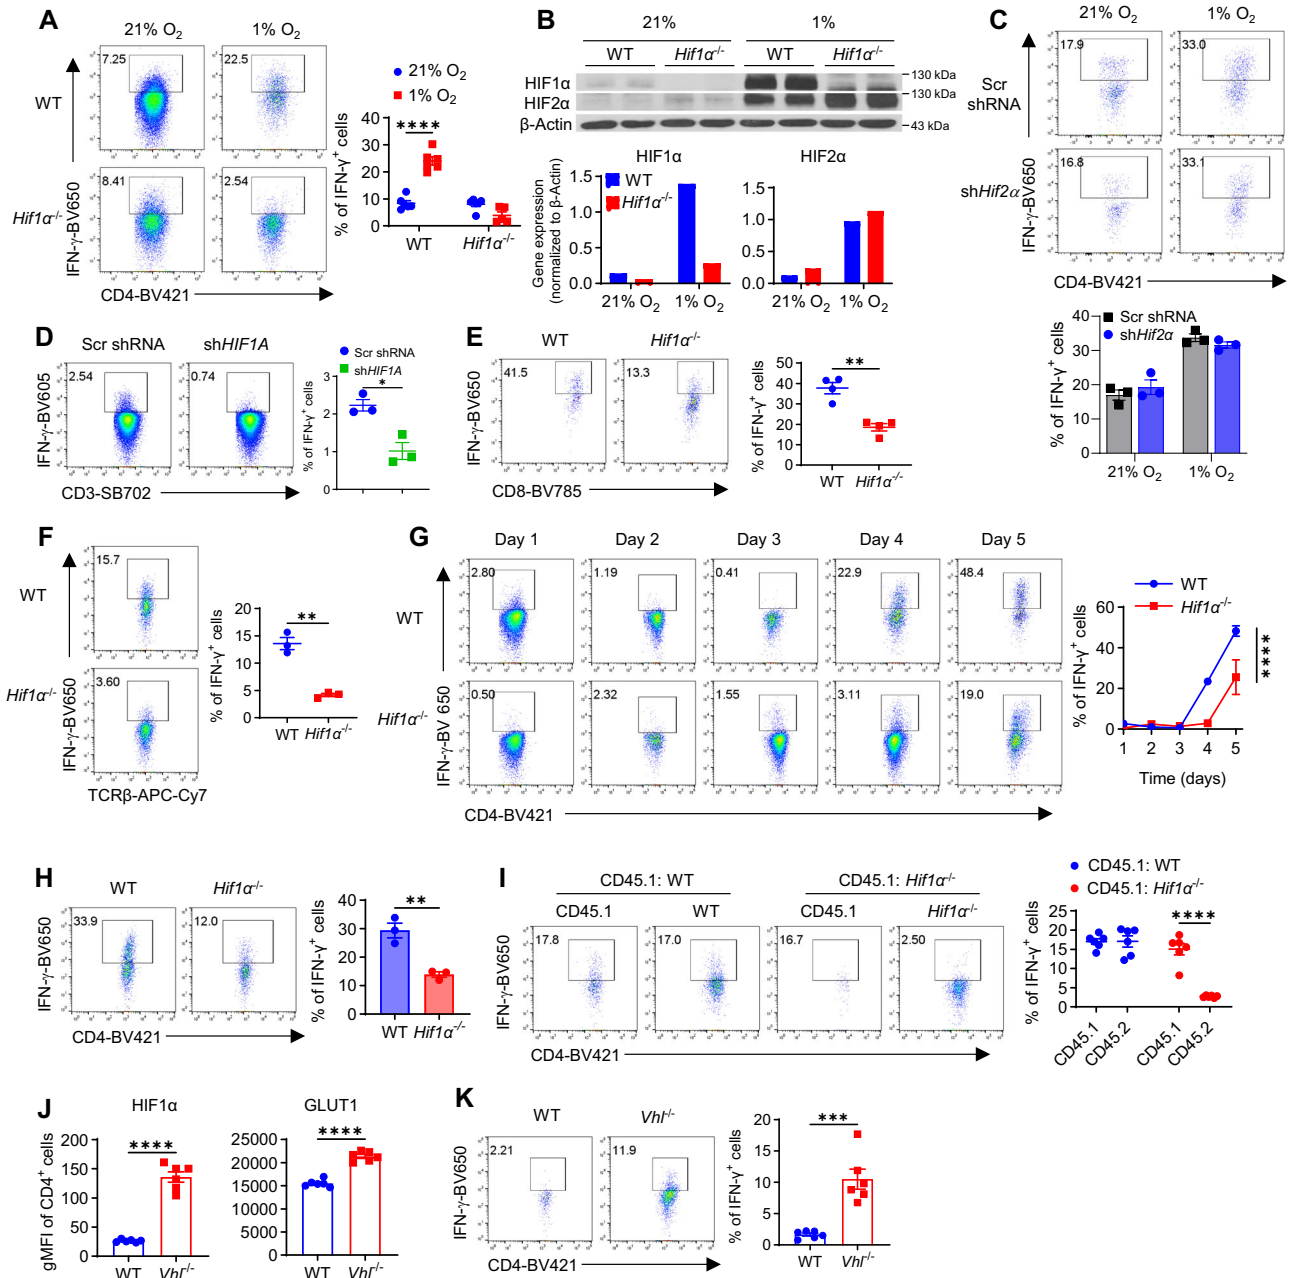 A
21% O2
1% O2
7.25
22.5
WT
8.41
2.54
Hif1α-/-
IFN-γ-BV650
CD4-BV421
21% O2
1% O2
% of IFN-γ+ cells
40
30
20
10
0
****
WT
Hif1α-/-
B
21%
1%
WT
Hif1α-/-
WT
Hif1α-/-
HIF1α
130 kDa
HIF2α
130 kDa
β-Actin
43 kDa
HIF1α
HIF2α
Gene expression
(normalized to β-Actin)
1.5
1.0
0.5
0.0
WT
Hif1α-/-
21% O2
1% O2
1.5
1.0
0.5
0.0
21% O2
1% O2
C
21% O2
1% O2
17.9
33.0
Scr
shRNA
16.8
33.1
shHif2α
IFN-γ-BV650
CD4-BV421
Scr shRNA
shHif2α
% of IFN-γ+ cells
40
30
20
10
0
21% O2
1% O2
D
Scr shRNA
shHIF1A
2.54
0.74
IFN-γ-BV605
CD3-SB702
Scr shRNA
shHIF1A
% of IFN-γ+ cells
3
2
1
0
*
E
WT
Hif1α-/-
41.5
13.3
IFN-γ-BV650
CD8-BV785
% of IFN-γ+ cells
50
40
30
20
10
0
**
WT
Hif1α-/-
F
15.7
WT
3.60
Hif1α-/-
IFN-γ-BV650
TCRβ-APC-Cy7
% of IFN-γ+ cells
20
15
10
5
0
**
WT
Hif1α-/-
G
Day 1
Day 2
Day 3
Day 4
Day 5
2.80
1.19
0.41
22.9
48.4
WT
0.50
2.32
1.55
3.11
19.0
Hif1α-/-
IFN-γ-BV 650
CD4-BV421
WT
Hif1α-/-
% of IFN-γ+ cells
60
40
20
0
****
1
2
3
4
5
Time (days)
H
WT
Hif1α-/-
33.9
12.0
IFN-γ-BV650
CD4-BV421
% of IFN-γ+ cells
40
30
20
10
0
**
WT
Hif1α-/-
I
CD45.1: WT
CD45.1: Hif1α-/-
CD45.1
WT
CD45.1
Hif1α-/-
17.8
17.0
16.7
2.50
IFN-γ-BV650
CD4-BV421
CD45.1: WT
CD45.1: Hif1α-/-
% of IFN-γ+ cells
25
20
15
10
5
0
****
CD45.1
CD45.2
CD45.1
CD45.2
J
HIF1α
GLUT1
gMFI of CD4+ cells
200
150
100
50
0
****
WT
Vhl-/-
25000
20000
15000
10000
5000
0
****
WT
Vhl-/-
K
WT
Vhl-/-
2.21
11.9
IFN-γ-BV650
CD4-BV421
% of IFN-γ+ cells
20
15
10
5
0
***
WT
Vhl-/-